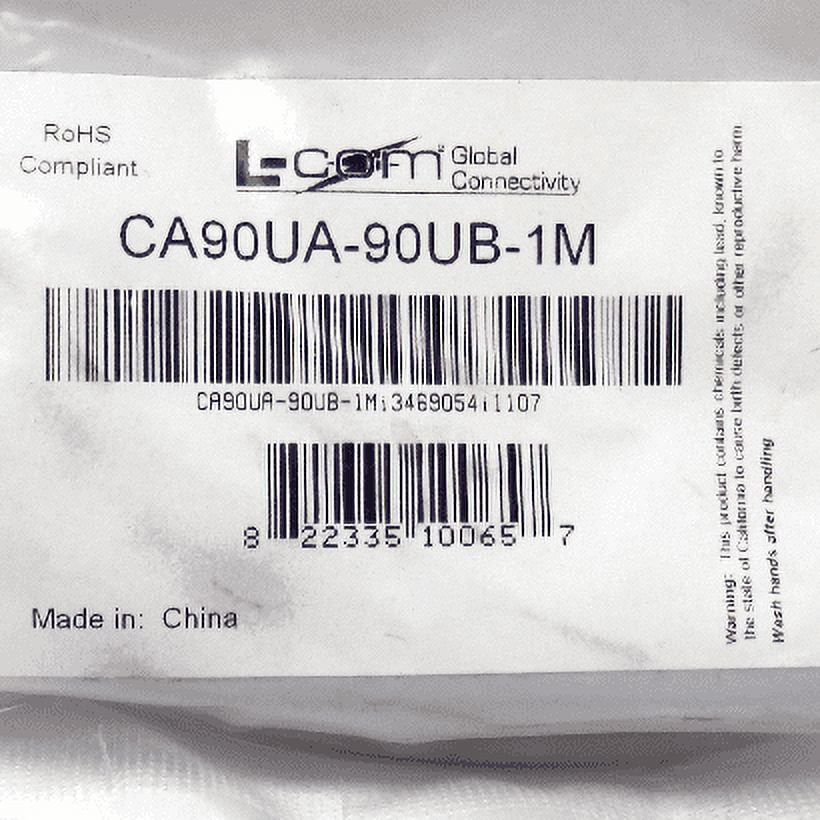 RoHS
Compliant
L-com Global
Connectivity
CA90UA-90UB-1M
CA90UA-90UB-1M;3469054;1107
8 22335 10065 7
Made in: China
Warning: This product contains chemicals including lead, known to
the state of California to cause birth defects or other reproductive harm.
Wash hands after handling